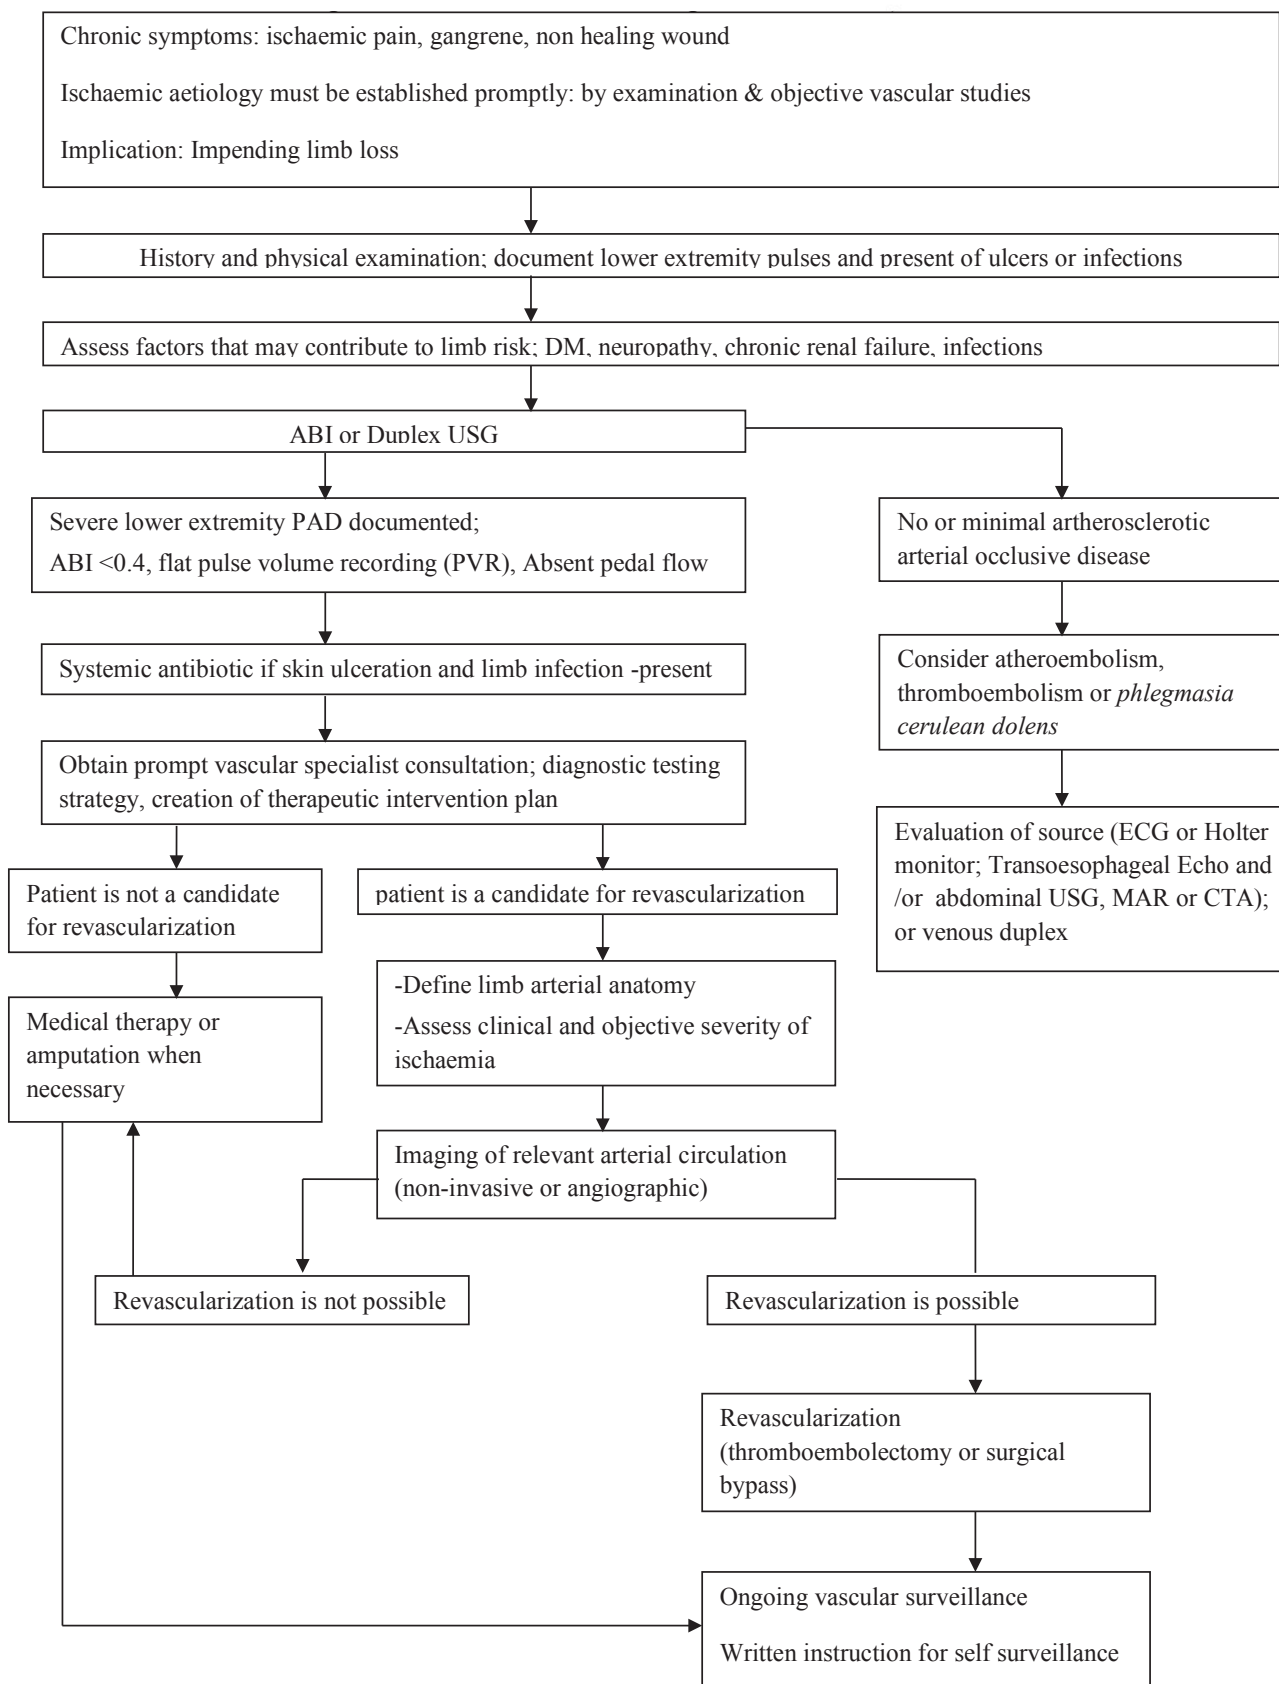 Chronic symptoms: ischaemic pain, gangrene, non healing wound
Ischaemic aetiology must be established promptly: by examination & objective vascular studies
Implication: Impending limb loss
History and physical examination; document lower extremity pulses and present of ulcers or infections
Assess factors that may contribute to limb risk; DM, neuropathy, chronic renal failure, infections
ABI or Duplex USG
Severe lower extremity PAD documented;
ABI <0.4, flat pulse volume recording (PVR), Absent pedal flow
No or minimal artherosclerotic
arterial occlusive disease
Systemic antibiotic if skin ulceration and limb infection -present
Consider atheroembolism,
thromboembolism or phlegmasia
cerulean dolens
Obtain prompt vascular specialist consultation; diagnostic testing
strategy, creation of therapeutic intervention plan
Evaluation of source (ECG or Holter
monitor; Transoesophageal Echo and
/or abdominal USG, MAR or CTA);
or venous duplex
Patient is not a candidate
for revascularization
patient is a candidate for revascularization
Medical therapy or
amputation when
necessary
-Define limb arterial anatomy
-Assess clinical and objective severity of
ischaemia
Imaging of relevant arterial circulation
(non-invasive or angiographic)
Revascularization is not possible
Revascularization is possible
Revascularization
(thromboembolectomy or surgical
bypass)
Ongoing vascular surveillance
Written instruction for self surveillance